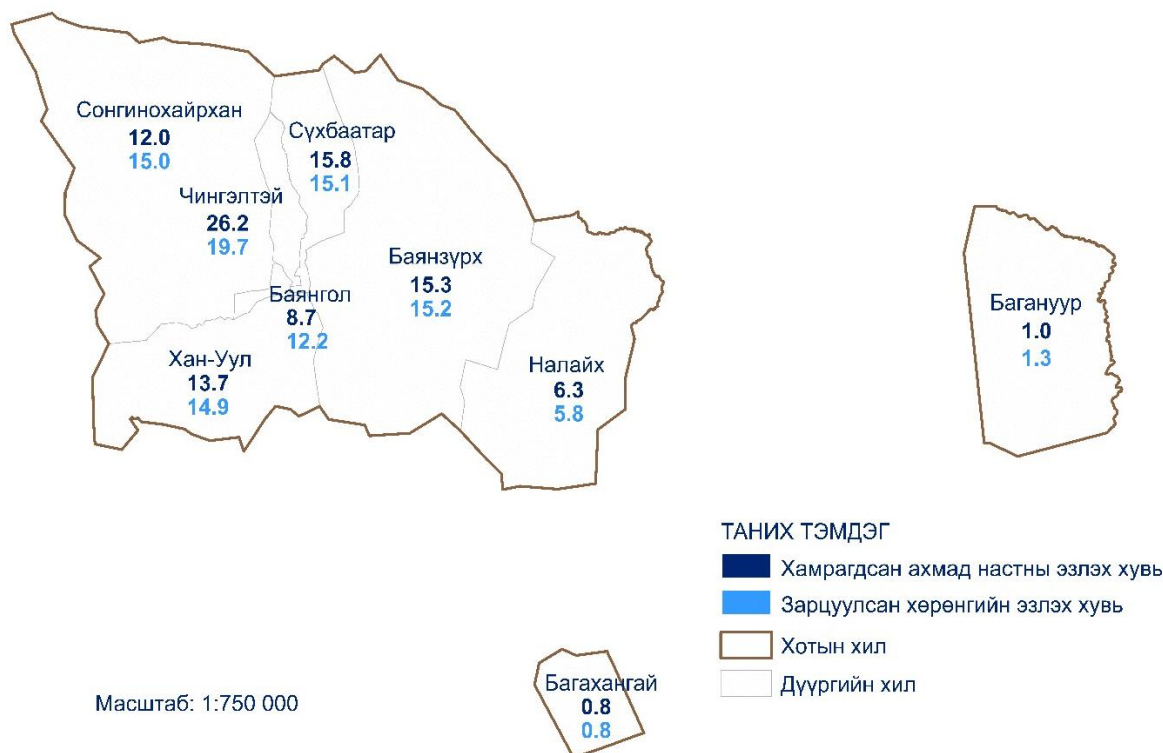 Сонгинохайрхан
12.0
15.0
Сүхбаатар
15.8
15.1
Чингэлтэй
26.2
19.7
Баянзүрх
15.3
15.2
Баянгол
8.7
12.2
Хан-Уул
13.7
14.9
Налайх
6.3
5.8
Багануур
1.0
1.3
ТАНИХ ТЭМДЭГ
Хамрагдсан ахмад настны эзлэх хувь
Зарцуулсан хөрөнгийн эзлэх хувь
Хотын хил
Дүүргийн хил
Багахангай
0.8
0.8
Масштаб: 1:750 000